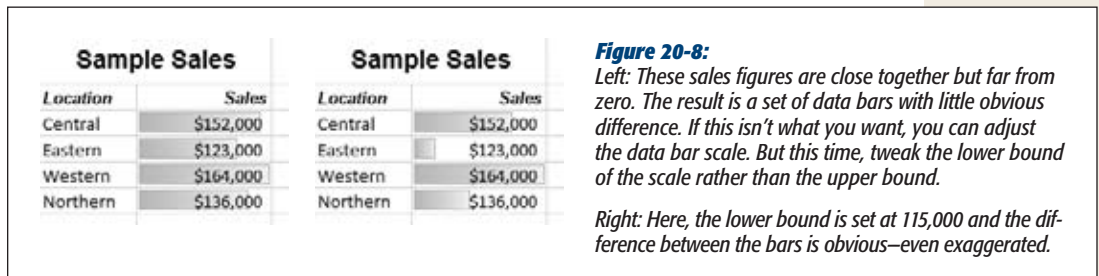 Sample Sales
Location Sales
Central $152,000
Eastern $123,000
Western $164,000
Northern $136,000
Sample Sales
Location Sales
Central $152,000
Eastern $123,000
Western $164,000
Northern $136,000
Figure 20-8:
Left: These sales figures are close together but far from
zero. The result is a set of data bars with little obvious
difference. If this isn’t what you want, you can adjust
the data bar scale. But this time, tweak the lower bound
of the scale rather than the upper bound.
Right: Here, the lower bound is set at 115,000 and the dif-
ference between the bars is obvious—even exaggerated.